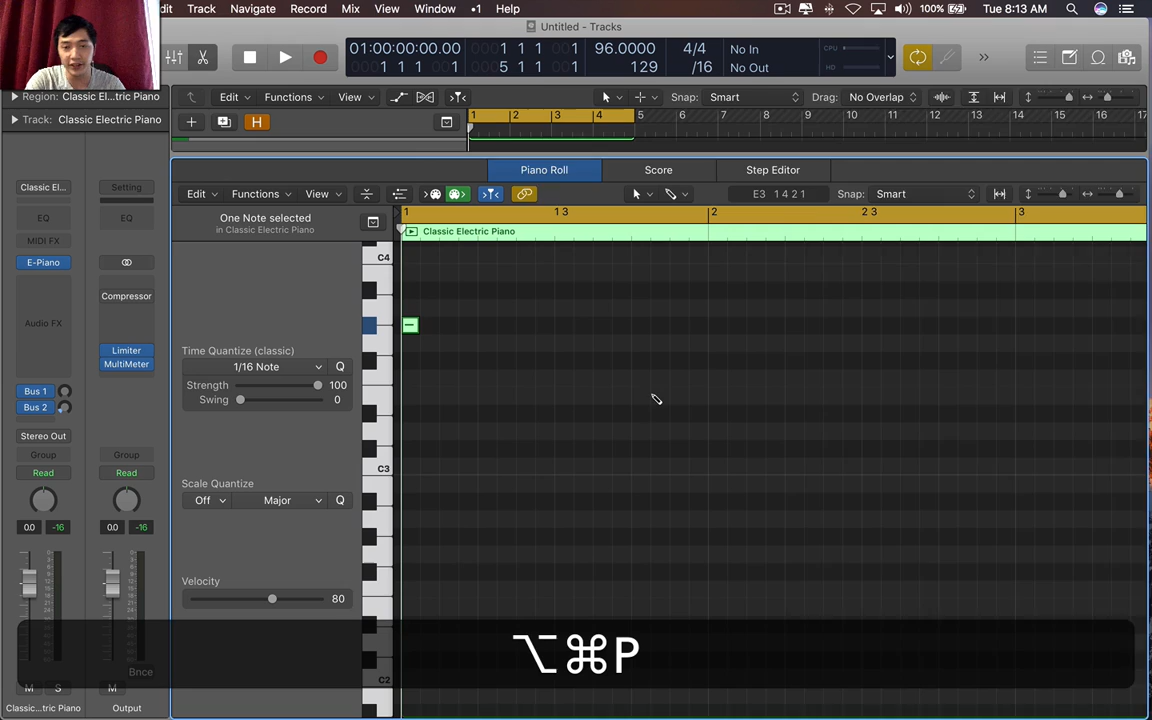 dit Track Navigate Record Mix View Window •1 Help 100% Tue 8:13 AM
Untitled - Tracks
01:00:00:00.00 1 1 1 1 96.0000 4/4 No In CPU
1 1 1 1 5 1 1 1 129 /16 No Out HD
Region: Classic El...tric Piano Edit Functions View Snap: Smart Drag: No Overlap
Track: Classic Electric Piano H 1 2 3 4 5 6 7 8 9 10 11 12 13 14 15 16 17
Piano Roll Score Step Editor
Classic El... Setting Edit Functions View E3 1 4 2 1 Snap: Smart
EQ EQ One Note selected 1 1 3 2 2 3 3
in Classic Electric Piano Classic Electric Piano
MIDI FX C4
E-Piano
Compressor
Audio FX
Limiter Time Quantize (classic)
MultiMeter 1/16 Note Q
Strength 100
Bus 1 Swing 0
Bus 2
Stereo Out
Group Group
Read Read C3
Scale Quantize
Off Major Q
0.0 -16 0.0 -16
Velocity
80
⌥⌘P
Bnce
C2
M S M
Classic...tric Piano Output